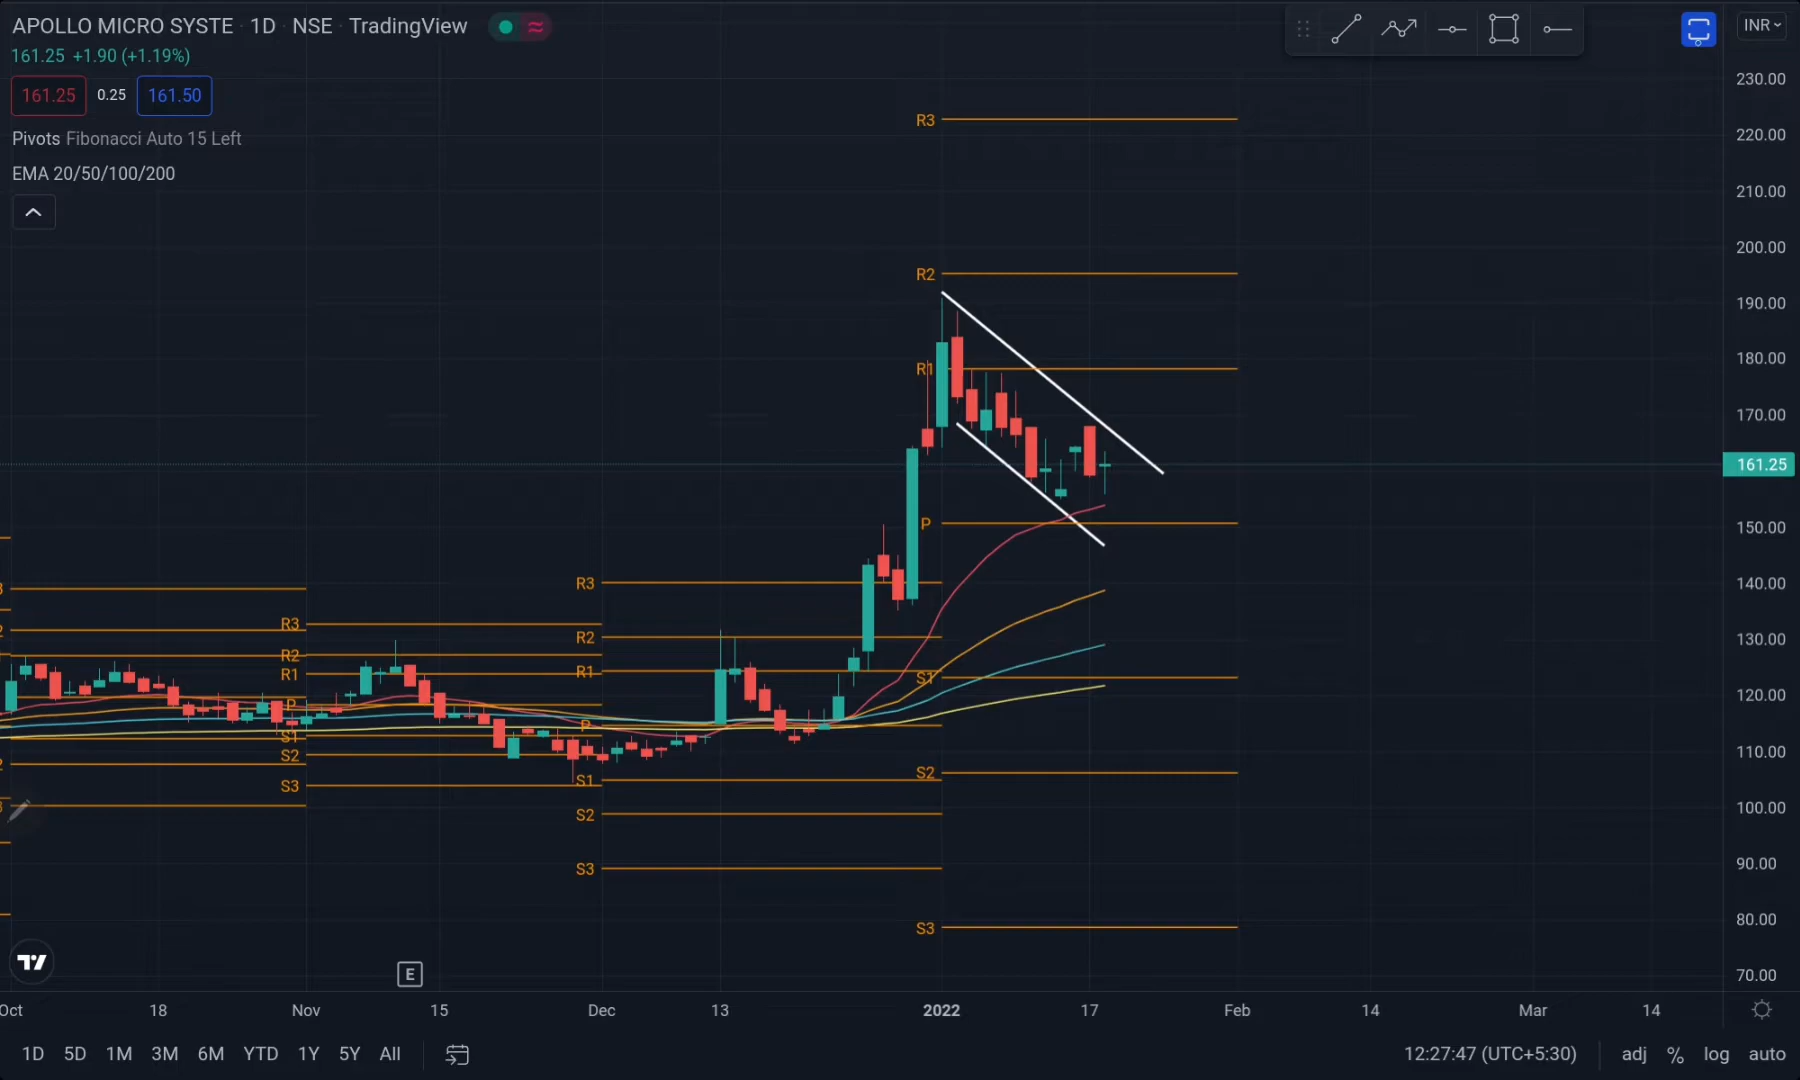 APOLLO MICRO SYSTE · 1D · NSE · TradingView
INR
161.25 +1.90 (+1.19%)
161.25 0.25 161.50
Pivots Fibonacci Auto 15 Left
EMA 20/50/100/200
230.00
220.00
210.00
200.00
190.00
180.00
170.00
161.25
150.00
140.00
130.00
120.00
110.00
100.00
90.00
80.00
70.00
R3
R2
R1
P
S1
S2
S3
R3
R2
R1
P
S1
S2
S3
R3
R2
R1
P
S1
S2
S3
3
2
2
3
E
Oct 18 Nov 15 Dec 13 2022 17 Feb 14 Mar 14
1D 5D 1M 3M 6M YTD 1Y 5Y All
12:27:47 (UTC+5:30) adj % log auto